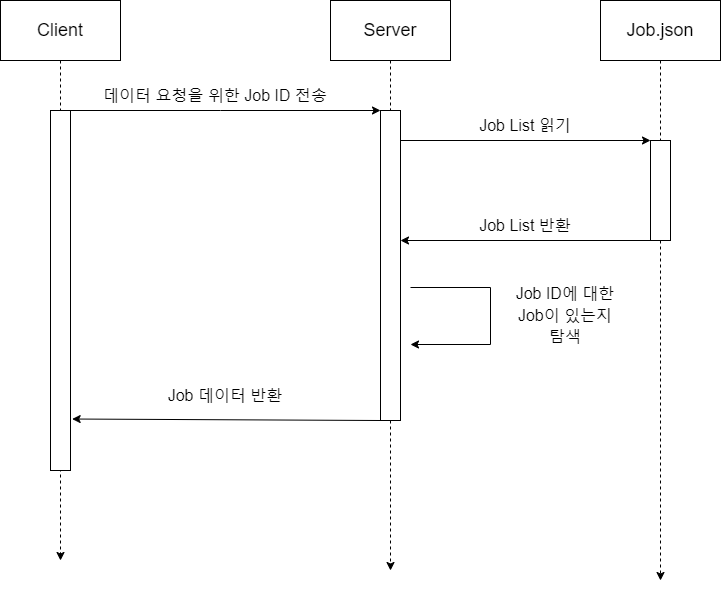 Client
Server
Job.json
데이터 요청을 위한 Job ID 전송
Job List 읽기
Job List 반환
Job ID에 대한
Job이 있는지
탐색
Job 데이터 반환